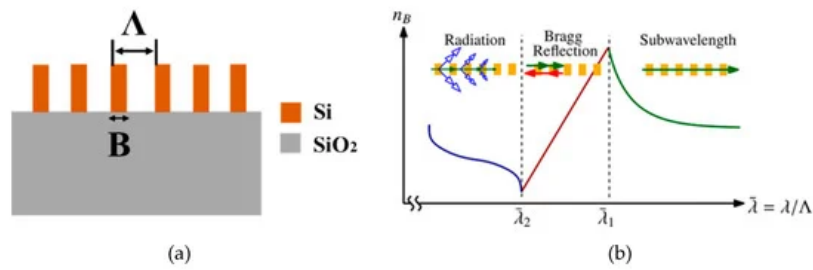 Λ
B
Si
SiO₂
(a)
n_B
Radiation
Bragg
Reflection
Subwavelength
λ̄₂
λ̄₁
λ̄ = λ/Λ
(b)